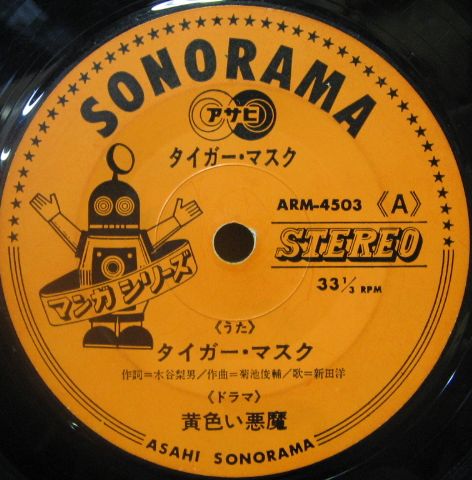 SONORAMA
アサヒ
タイガー・マスク
ARM-4503 《A》
STEREO
33 1/3 RPM
マンガ シリーズ
《うた》
タイガー・マスク
作詞=木谷梨男/作曲=菊池俊輔/歌=新田洋
《ドラマ》
黄色い悪魔
ASAHI SONORAMA